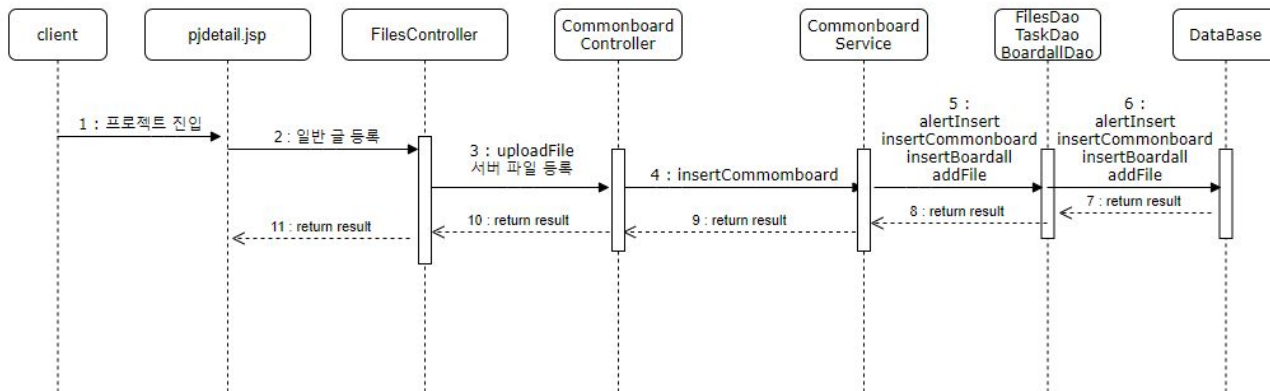 client
pjdetail.jsp
FilesController
Commonboard
Controller
Commonboard
Service
FilesDao
TaskDao
BoardallDao
DataBase
1 : 프로젝트 진입
2 : 일반 글 등록
3 : uploadFile
서버 파일 등록
4 : insertCommomboard
5 :
alertInsert
insertCommonboard
insertBoardall
addFile
6 :
alertInsert
insertCommonboard
insertBoardall
addFile
7 : return result
8 : return result
9 : return result
10 : return result
11 : return result